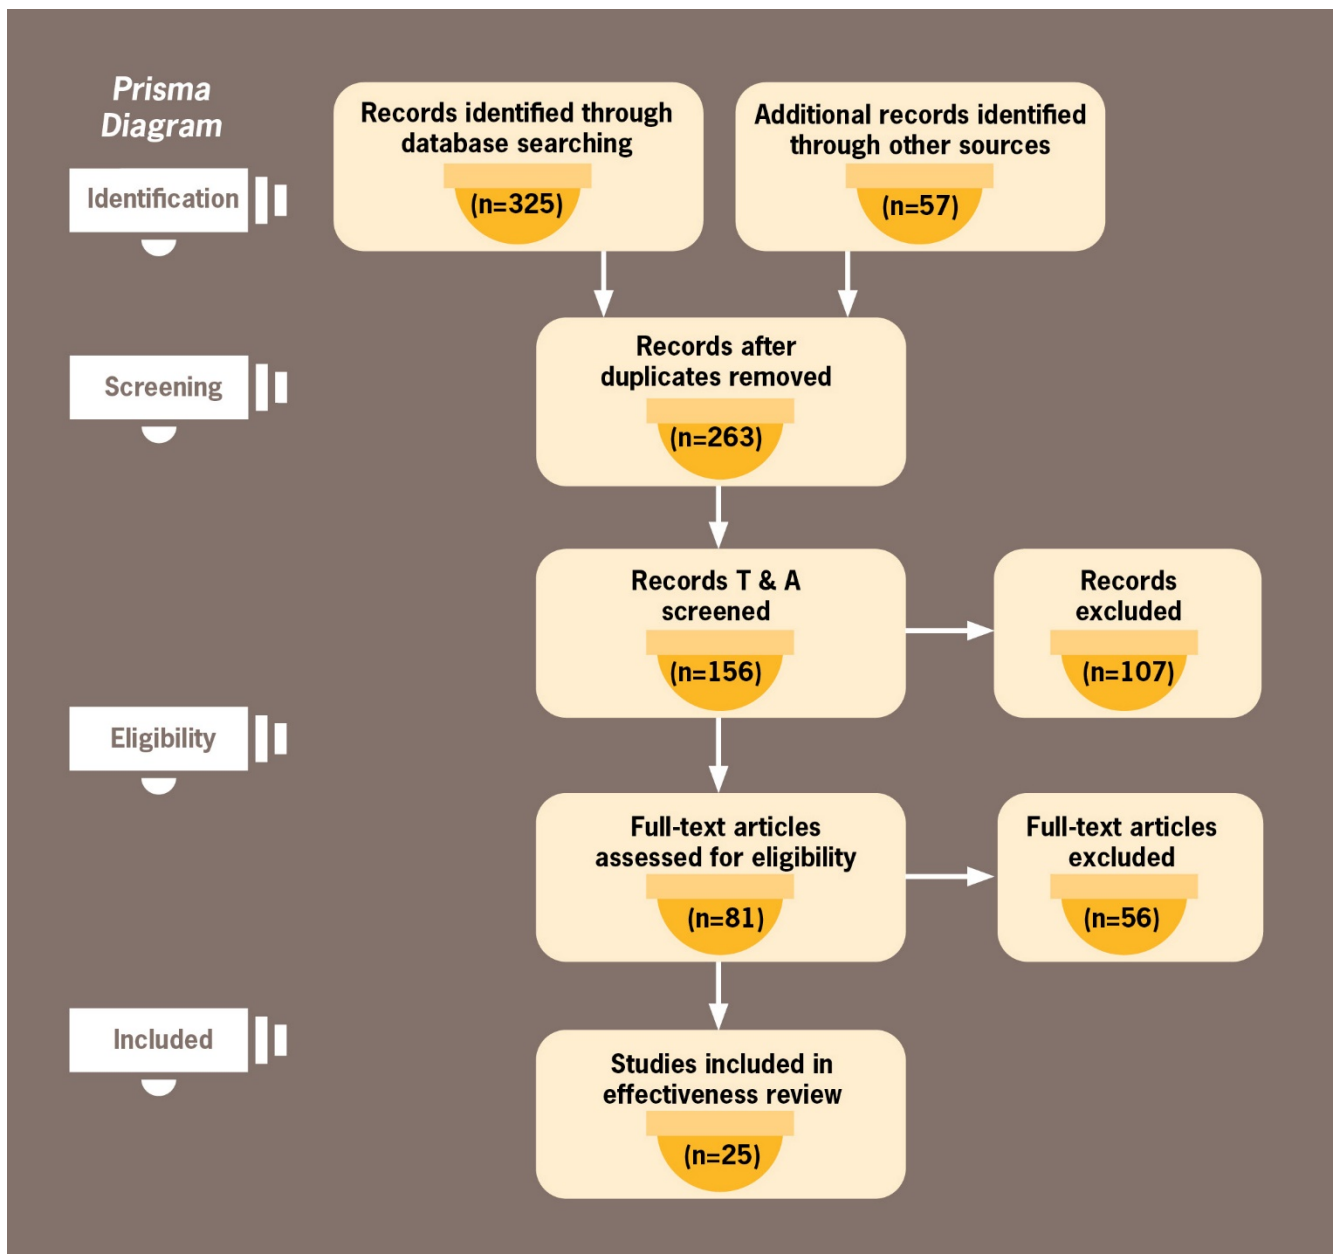 Prisma
Diagram
Identification
Records identified through
database searching
(n=325)
Additional records identified
through other sources
(n=57)
Screening
Records after
duplicates removed
(n=263)
Records T & A
screened
(n=156)
Records
excluded
(n=107)
Eligibility
Full-text articles
assessed for eligibility
(n=81)
Full-text articles
excluded
(n=56)
Included
Studies included in
effectiveness review
(n=25)